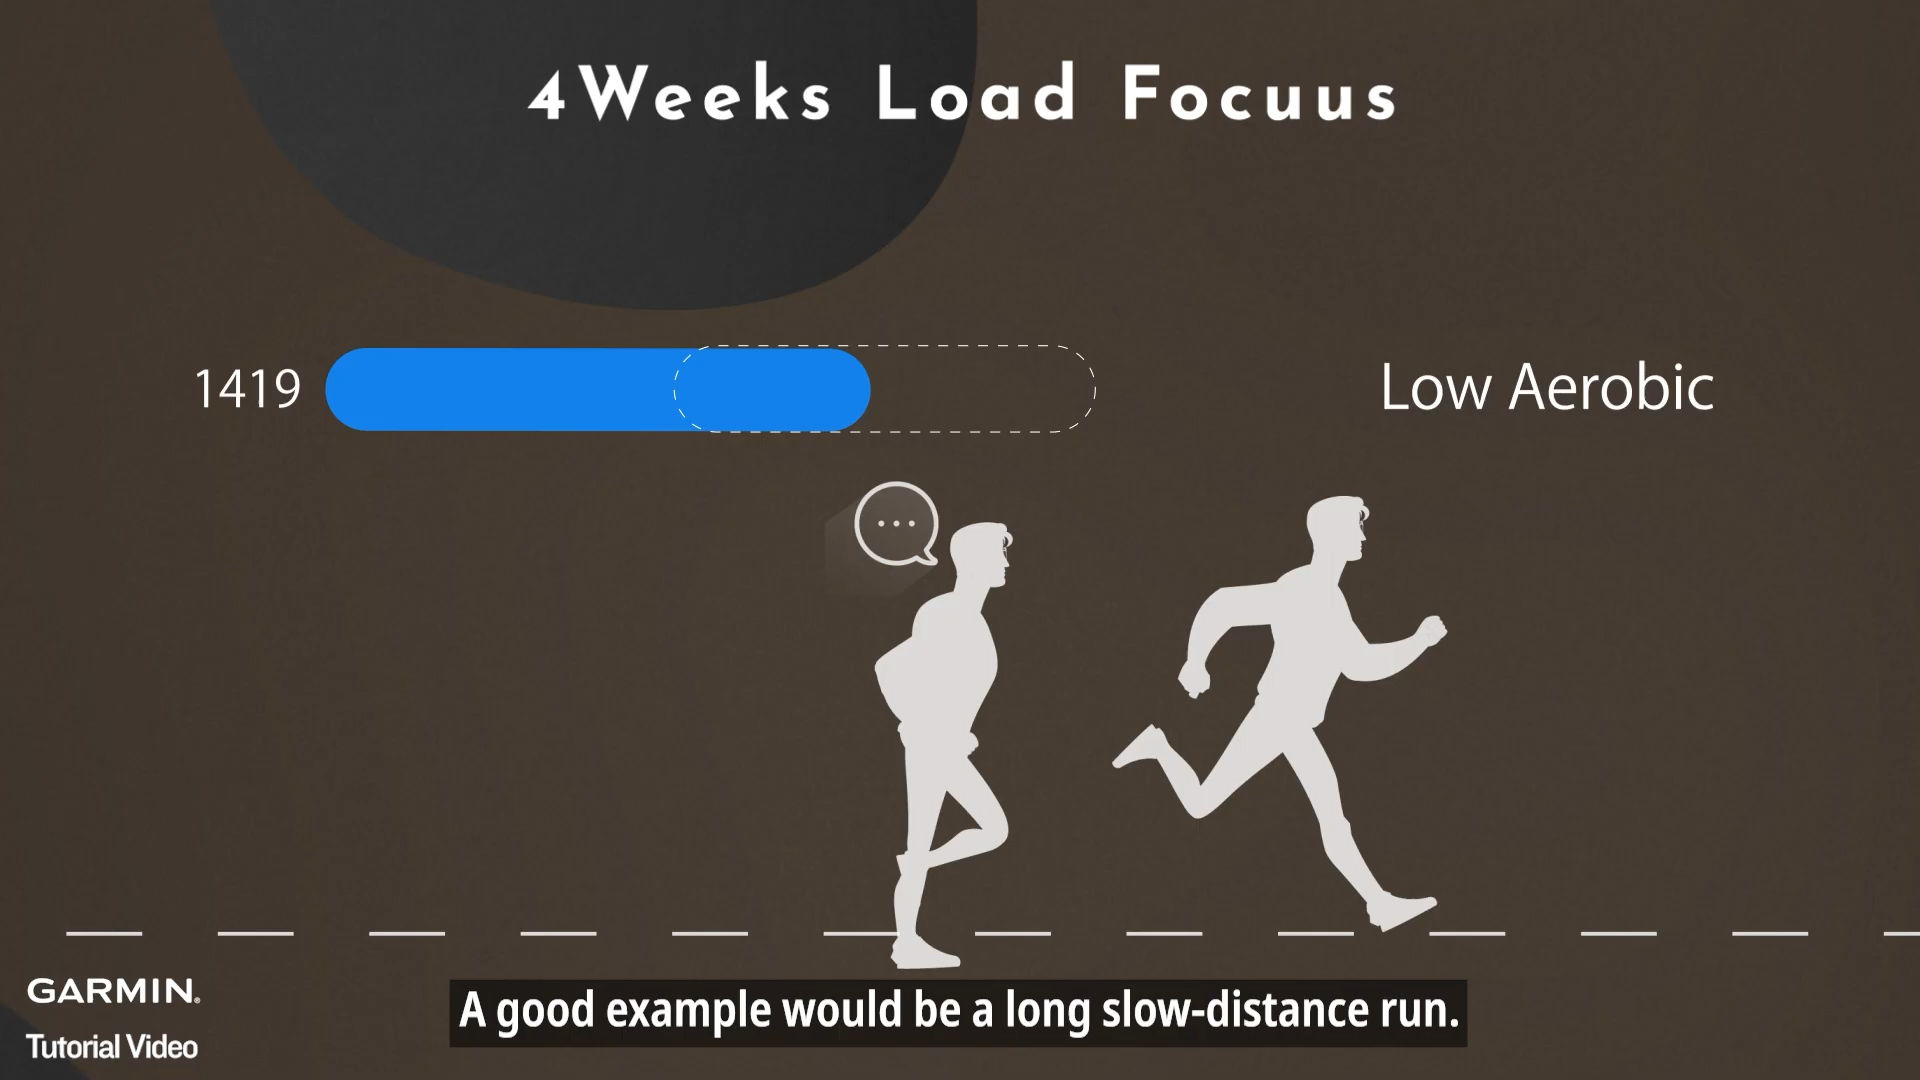 4Weeks Load Focuus
1419
Low Aerobic
GARMIN®
Tutorial Video
A good example would be a long slow-distance run.